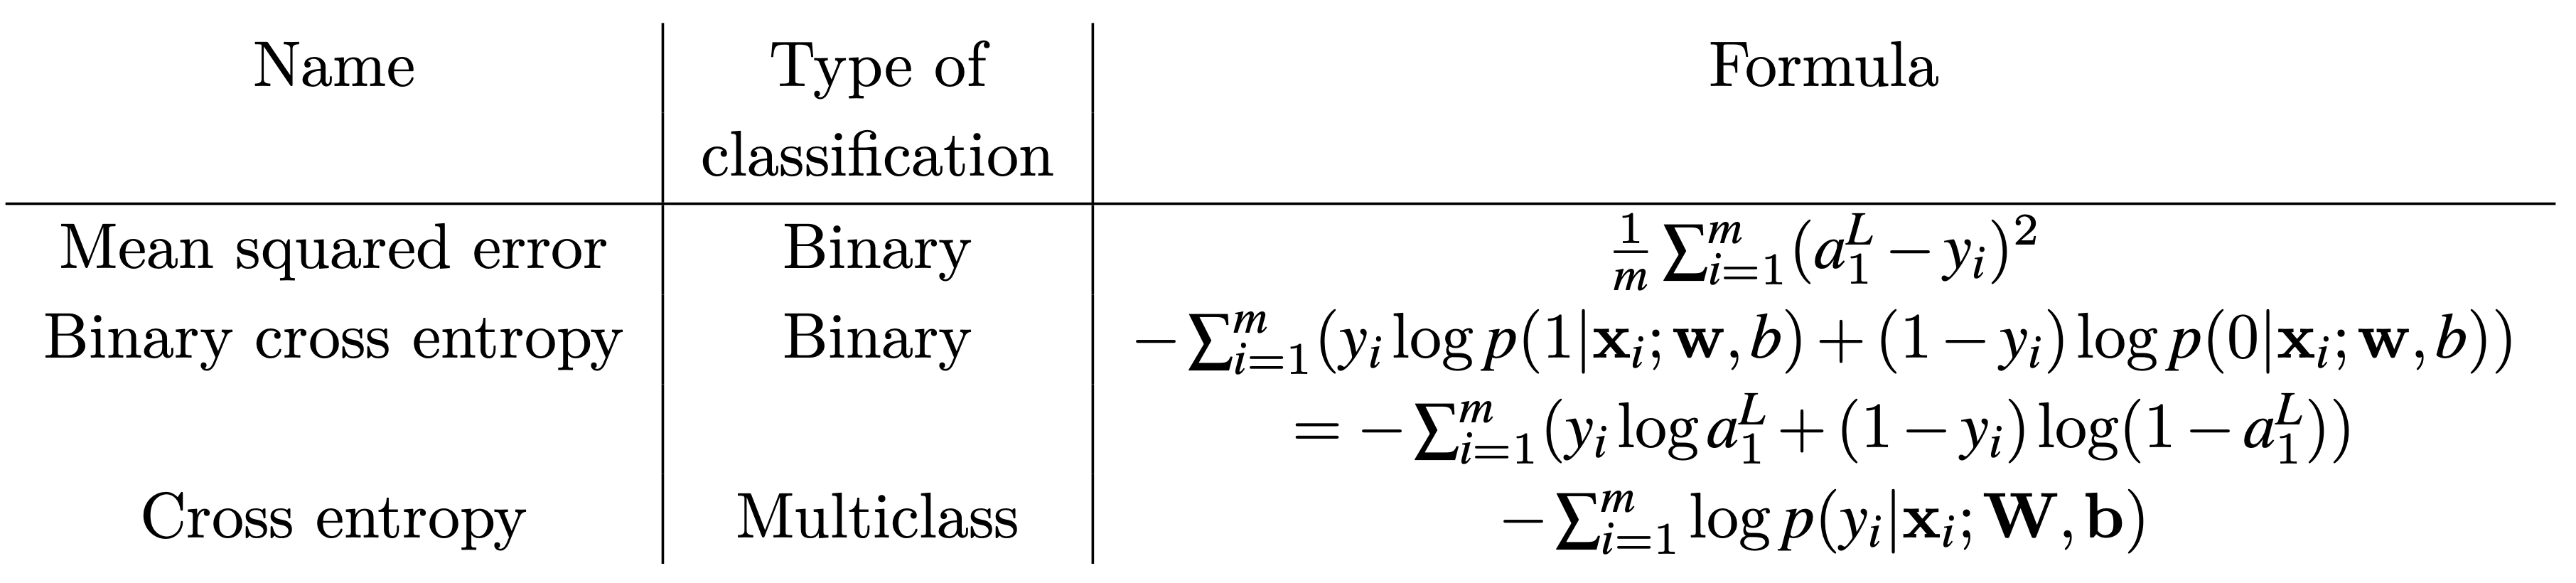 Name Type of Formula
classification
Mean squared error Binary $\frac{1}{m}\sum_{i=1}^{m}(a_1^L - y_i)^2$
Binary cross entropy Binary $-\sum_{i=1}^{m}(y_i \log p(1|\mathbf{x}_i; \mathbf{w}, b) + (1 - y_i) \log p(0|\mathbf{x}_i; \mathbf{w}, b))$
$= -\sum_{i=1}^{m}(y_i \log a_1^L + (1 - y_i) \log(1 - a_1^L))$
Cross entropy Multiclass $-\sum_{i=1}^{m} \log p(y_i|\mathbf{x}_i; \mathbf{W}, \mathbf{b})$